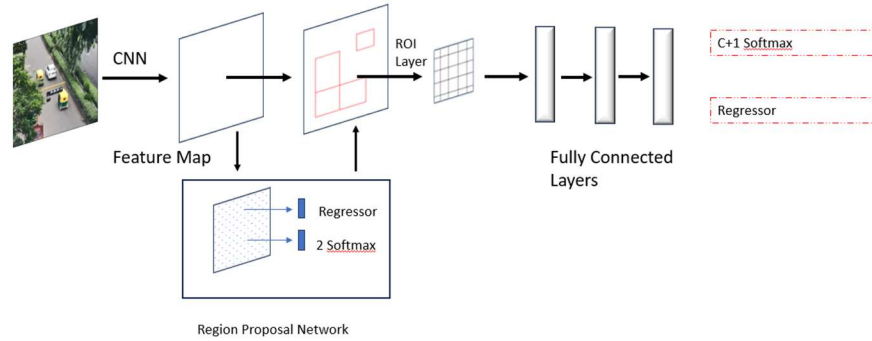 CNN
ROI
Layer
C+1 Softmax
Regressor
Feature Map
Fully Connected
Layers
Regressor
2 Softmax
Region Proposal Network